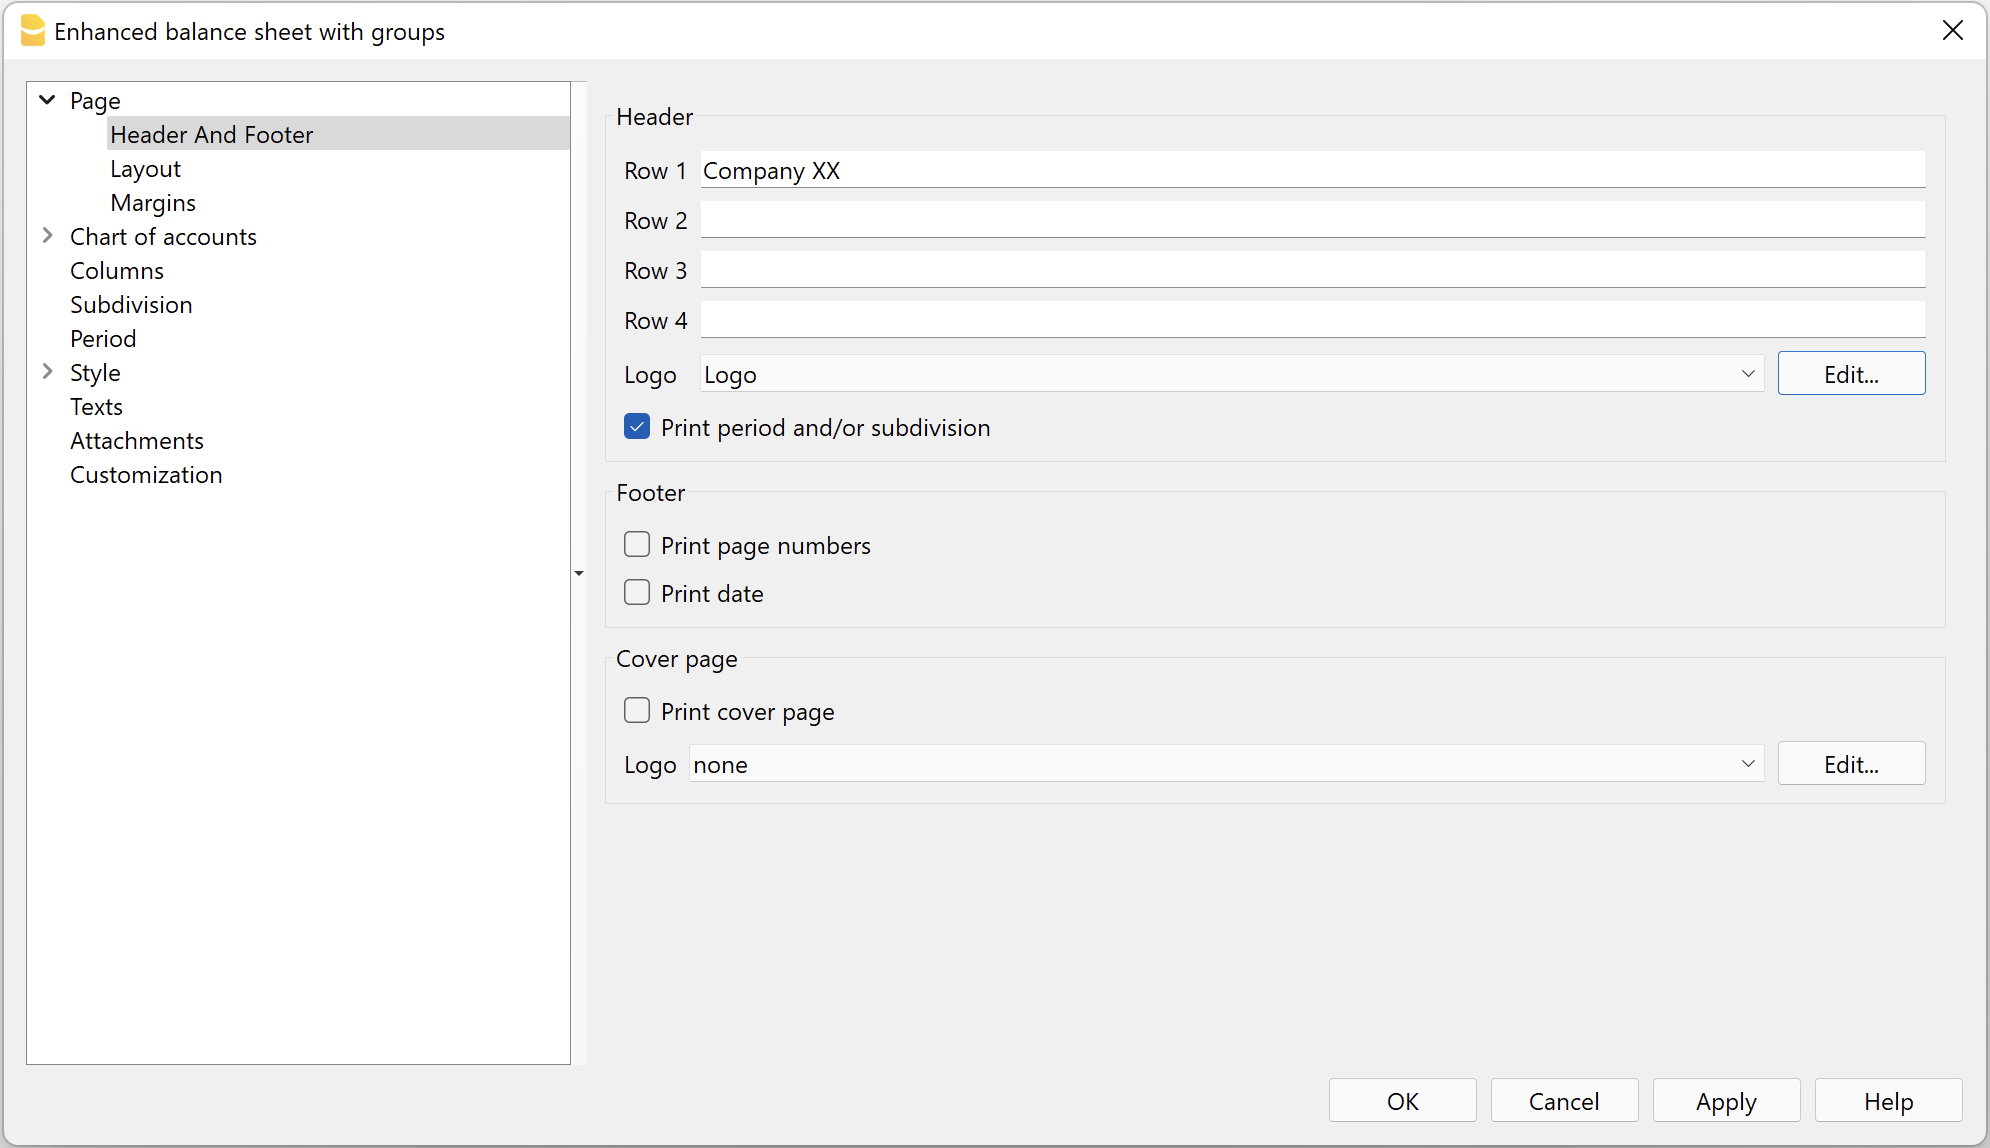 Enhanced balance sheet with groups
Page
Header And Footer
Layout
Margins
Chart of accounts
Columns
Subdivision
Period
Style
Texts
Attachments
Customization
Header
Row 1 Company XX
Row 2
Row 3
Row 4
Logo Logo Edit...
Print period and/or subdivision
Footer
Print page numbers
Print date
Cover page
Print cover page
Logo none Edit...
OK Cancel Apply Help